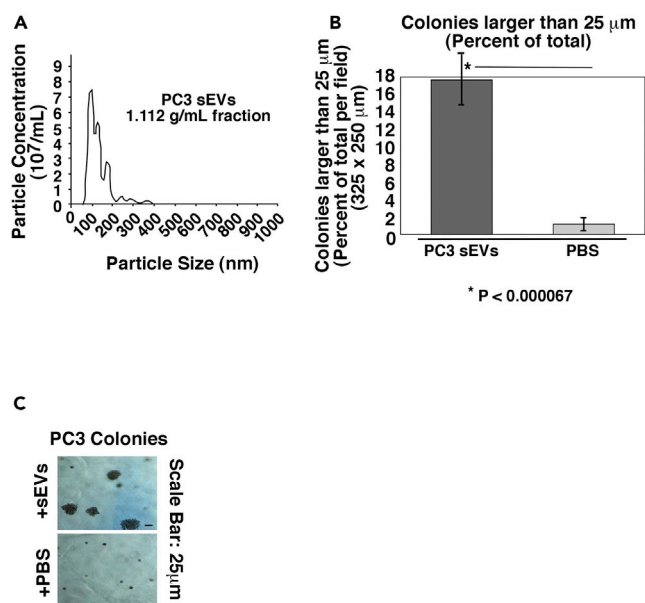 A
Particle Concentration
(10⁷/mL)
9
8
7
6
5
4
3
2
1
0
PC3 sEVs
1.112 g/mL fraction
0
100
200
300
400
500
600
700
800
900
1000
Particle Size (nm)
B
Colonies larger than 25 μm
(Percent of total)
Colonies larger than 25 μm
(Percent of total per field)
(325 x 250 μm)
18
16
14
12
10
8
6
4
2
0
*
PC3 sEVs
PBS
* P < 0.000067
C
PC3 Colonies
+sEVs
+PBS
Scale Bar: 25μm